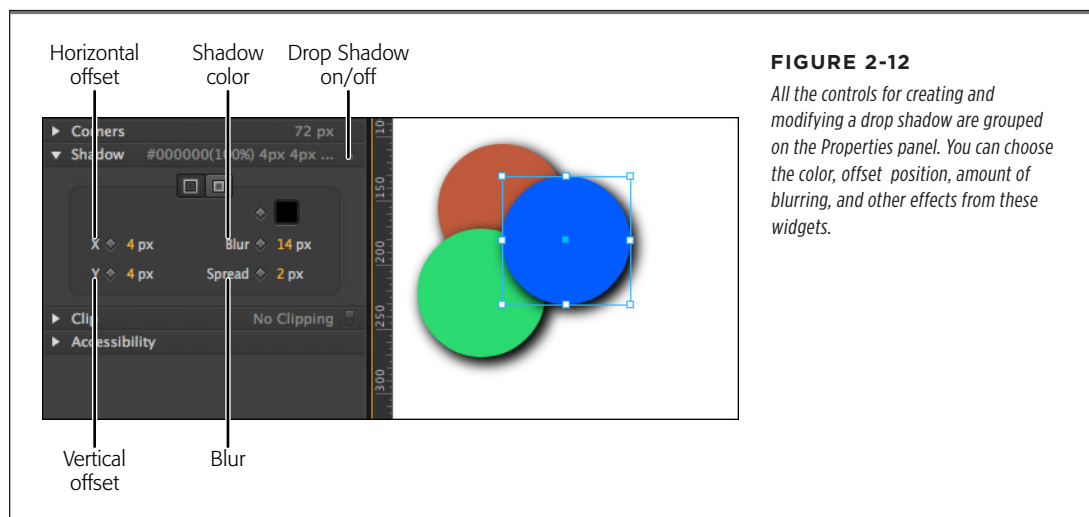 Horizontal
offset
Shadow
color
Drop Shadow
on/off
Corners 72 px
Shadow #000000(100%) 4px 4px ...
X 4 px Blur 14 px
Y 4 px Spread 2 px
Clip No Clipping
Accessibility
150
200
250
300
Vertical
offset
Blur
FIGURE 2-12
All the controls for creating and
modifying a drop shadow are grouped
on the Properties panel. You can choose
the color, offset position, amount of
blurring, and other effects from these
widgets.